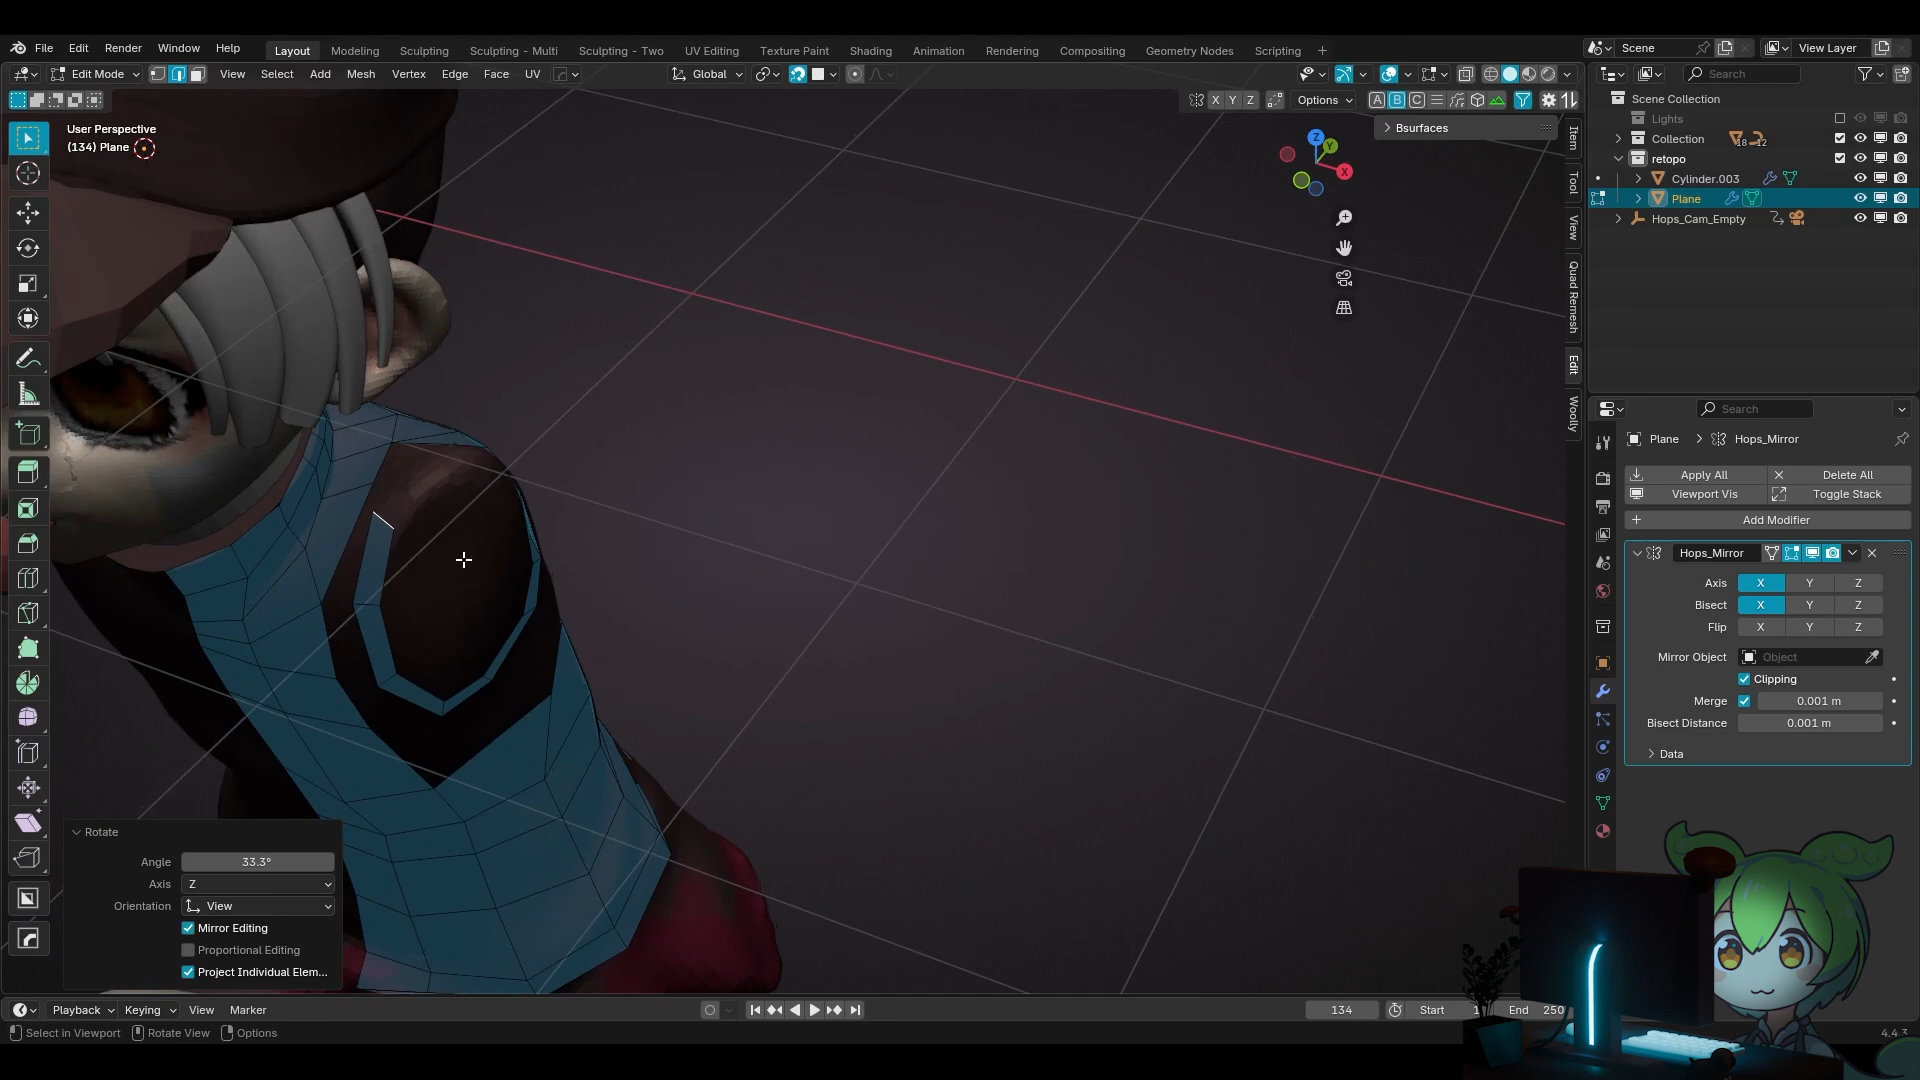 File Edit Render Window Help Layout Modeling Sculpting Sculpting - Multi Sculpting - Two UV Editing Texture Paint Shading Animation Rendering Compositing Geometry Nodes Scripting + Scene View Layer
Edit Mode View Select Add Mesh Vertex Edge Face UV Global Search
X Y Z Options A B C
Scene Collection
Lights
Collection 18 12
retopo
Cylinder.003
Plane
Hops_Cam_Empty
User Perspective
(134) Plane
Bsurfaces
Z Y X
Item
Tool
View
Quad Remesh
Edit
Woolly
Search
Plane > Hops_Mirror
Apply All Delete All
Viewport Vis Toggle Stack
Add Modifier
Hops_Mirror
Axis X Y Z
Bisect X Y Z
Flip X Y Z
Mirror Object Object
Clipping
Merge 0.001 m
Bisect Distance 0.001 m
Data
Rotate
Angle 33.3°
Axis Z
Orientation View
Mirror Editing
Proportional Editing
Project Individual Elem...
Playback Keying View Marker 134 Start 1 End 250
Select in Viewport Rotate View Options 4.4.3